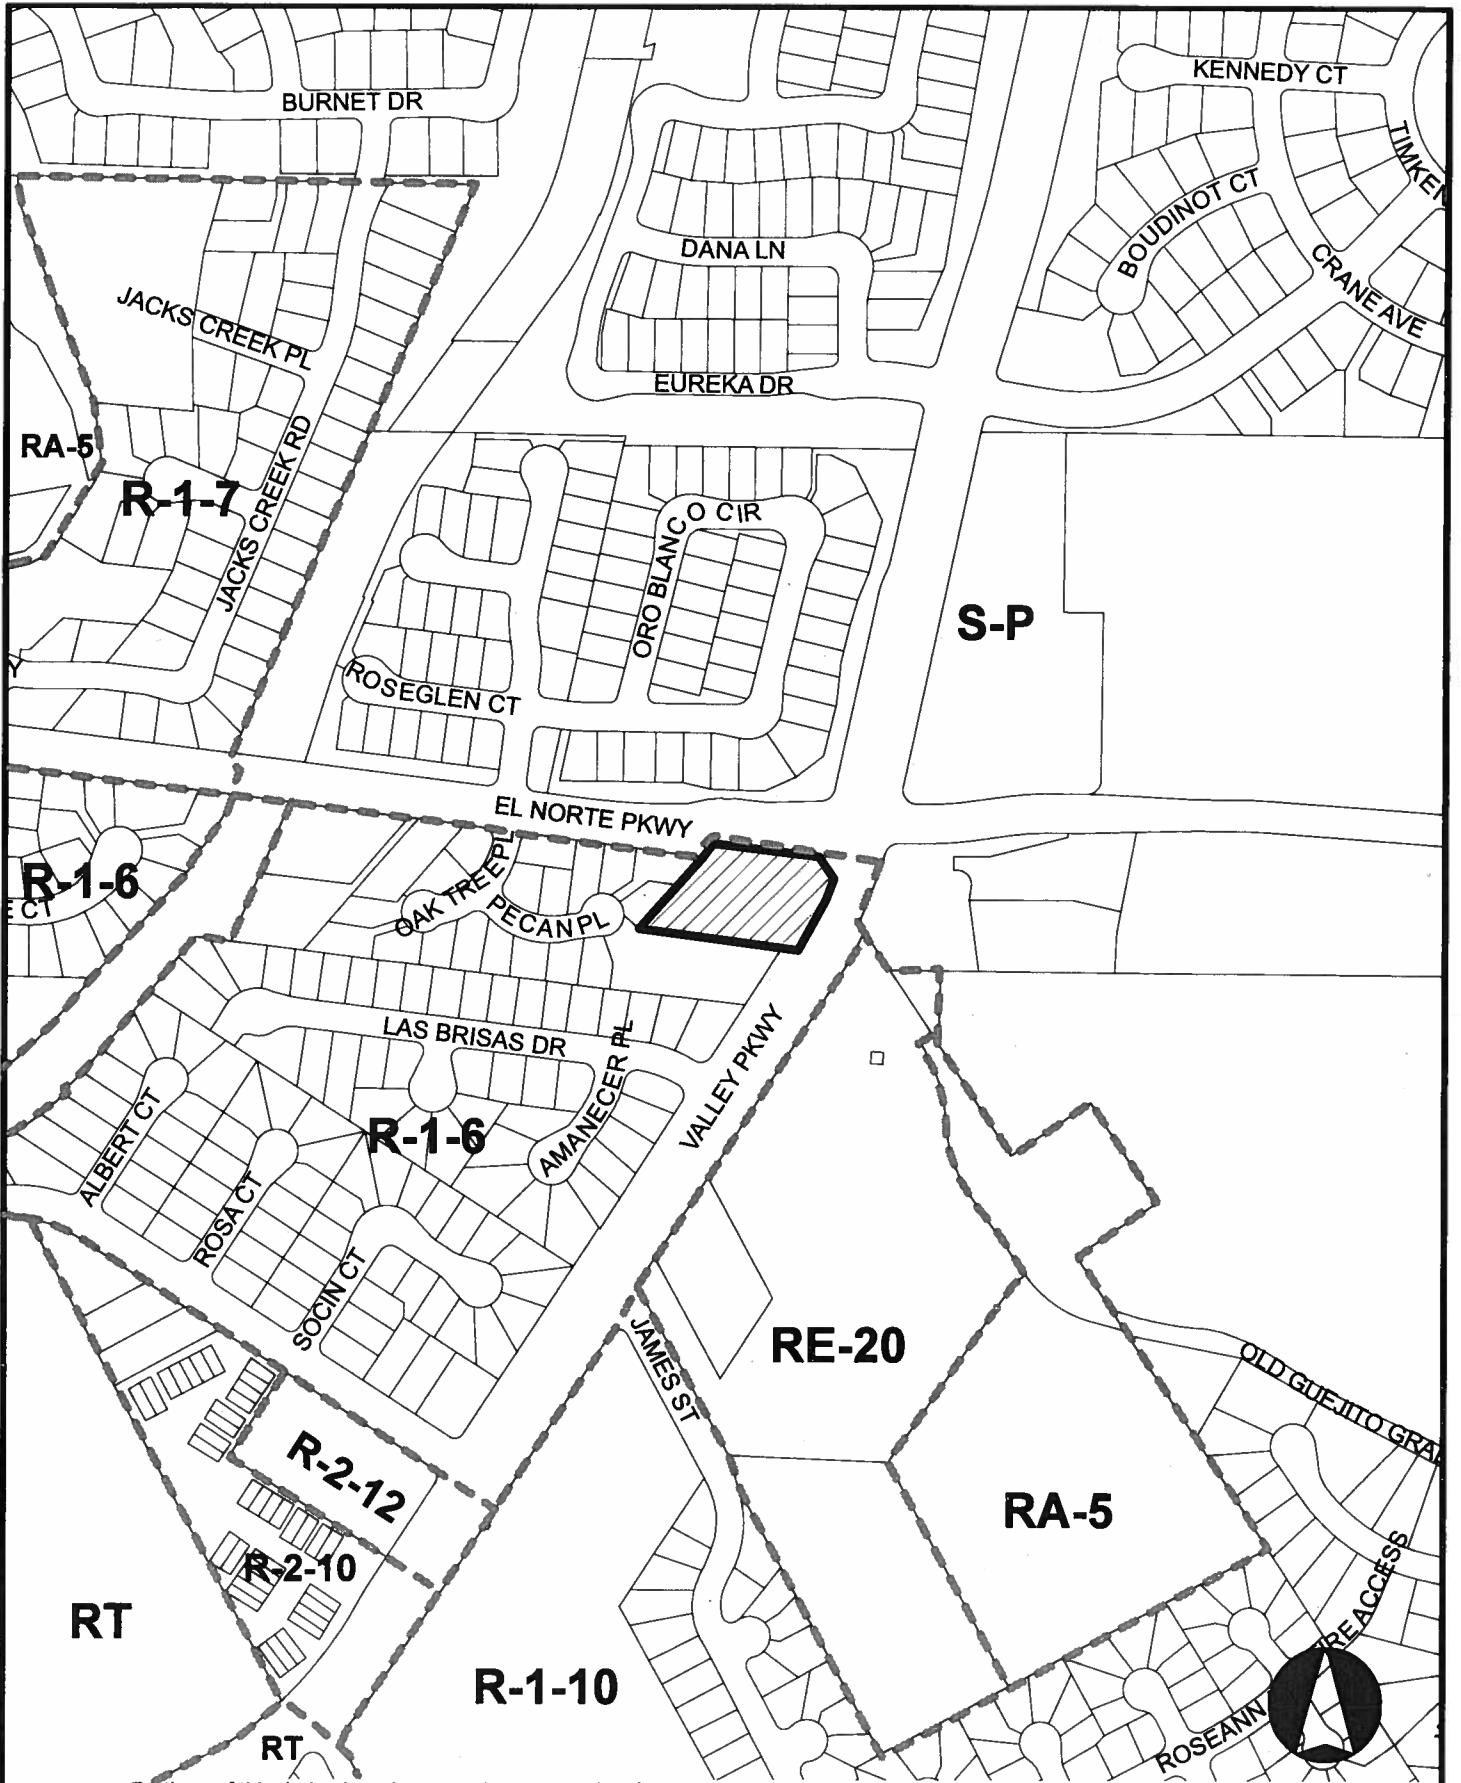 BURNET DR
KENNEDY CT
BOUDINOT CT
DANA LN
CRANE AVE
JACKS CREEK PL
EUREKA DR
RA-5
R-1-7
JACKS CREEK RD
ORO BLANCO CIR
S-P
ROSEGLEN CT
EL NORTE PKWY
R-1-6
OAK TREE PL
PECAN PL
LAS BRISAS DR
AMANECER PL
VALLEY PKWY
ALBERT CT
R-1-6
ROSA CT
SOCIN CT
JAMES ST
RE-20
OLD GUEJITO
R-2-12
RA-5
R-2-10
RT
R-1-10
ACCESS
ROSEANN
RT